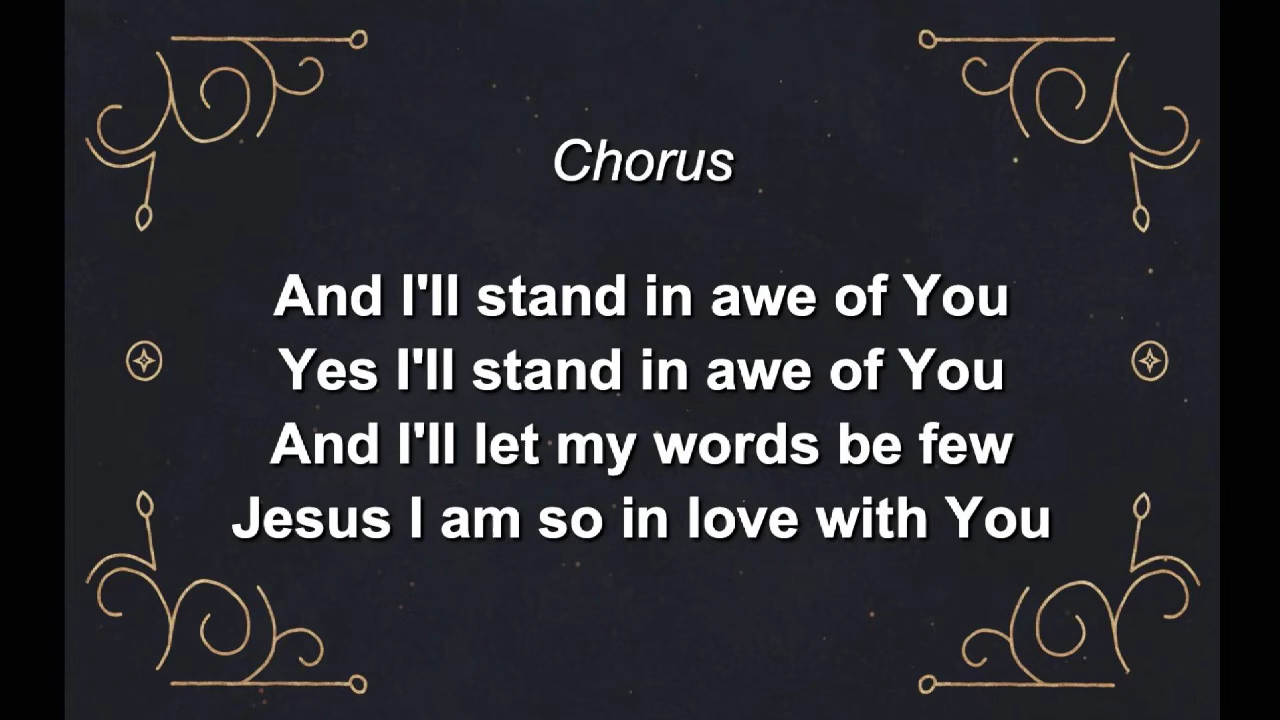 Chorus
And I'll stand in awe of You
Yes I'll stand in awe of You
And I'll let my words be few
Jesus I am so in love with You